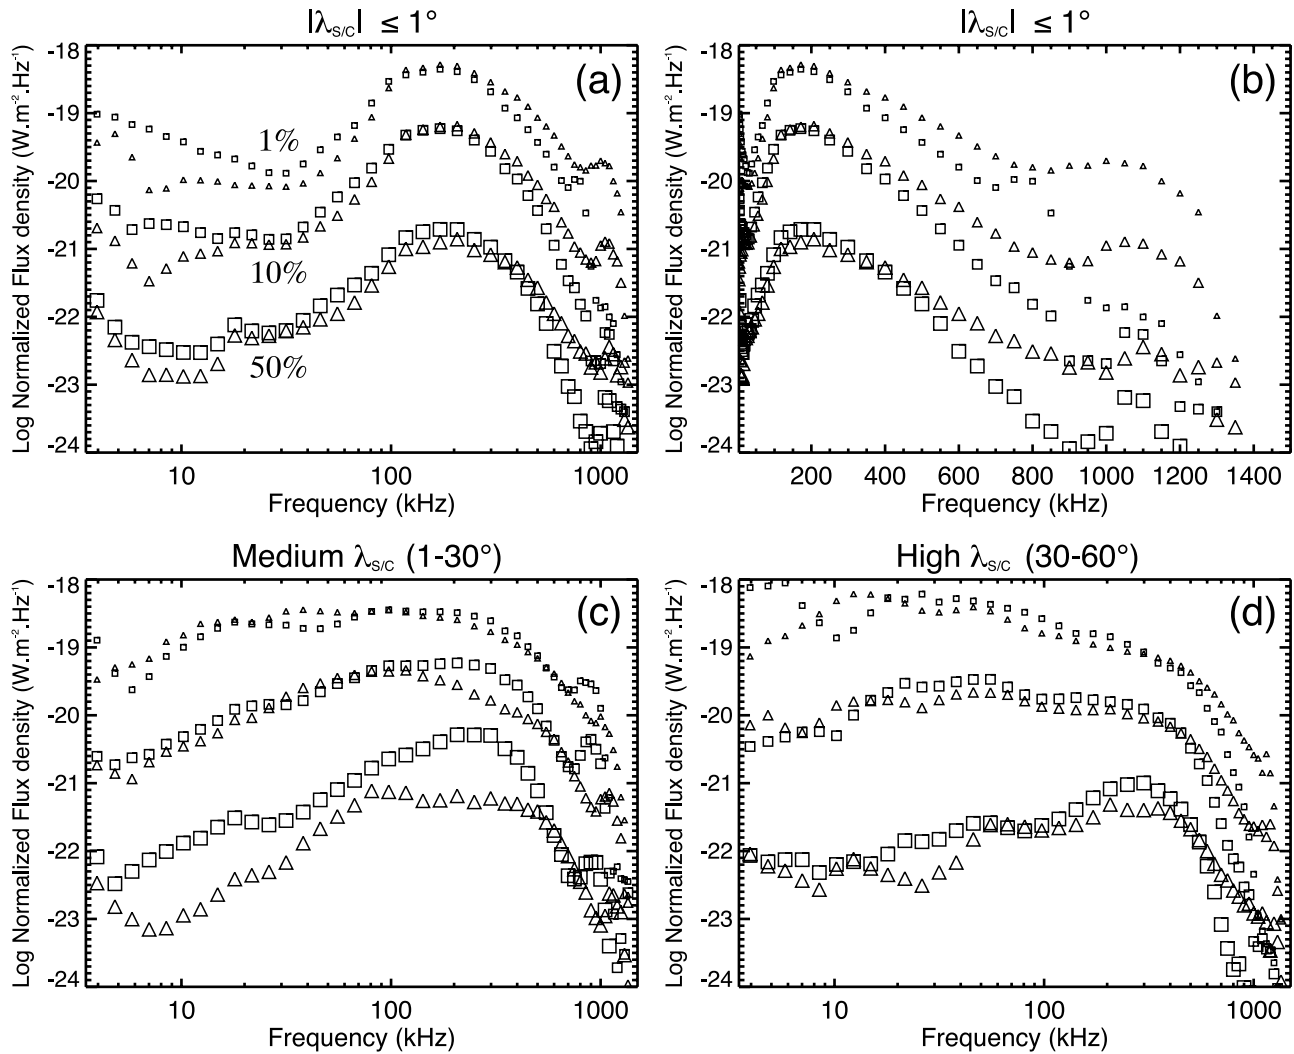 |λS/C| ≤ 1°
|λS/C| ≤ 1°
Log Normalized Flux density (W.m-2.Hz-1)
-18
-19
-20
-21
-22
-23
-24
(a)
1%
10%
50%
10
100
1000
Frequency (kHz)
Log Normalized Flux density (W.m-2.Hz-1)
-18
-19
-20
-21
-22
-23
-24
(b)
200 400 600 800 1000 1200 1400
Frequency (kHz)
Medium λS/C (1-30°)
High λS/C (30-60°)
Log Normalized Flux density (W.m-2.Hz-1)
-18
-19
-20
-21
-22
-23
-24
(c)
10
100
1000
Frequency (kHz)
Log Normalized Flux density (W.m-2.Hz-1)
-18
-19
-20
-21
-22
-23
-24
(d)
10
100
1000
Frequency (kHz)